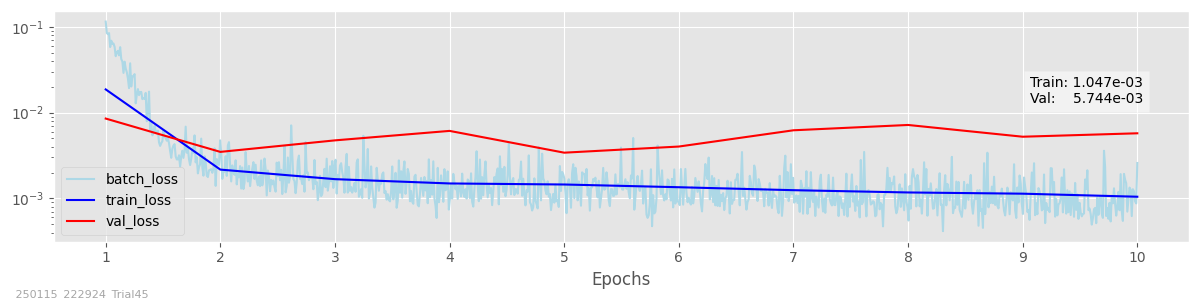 10⁻¹
10⁻²
10⁻³
Train: 1.047e-03
Val: 5.744e-03
batch_loss
train_loss
val_loss
1 2 3 4 5 6 7 8 9 10
Epochs
250115_222924_Trial45